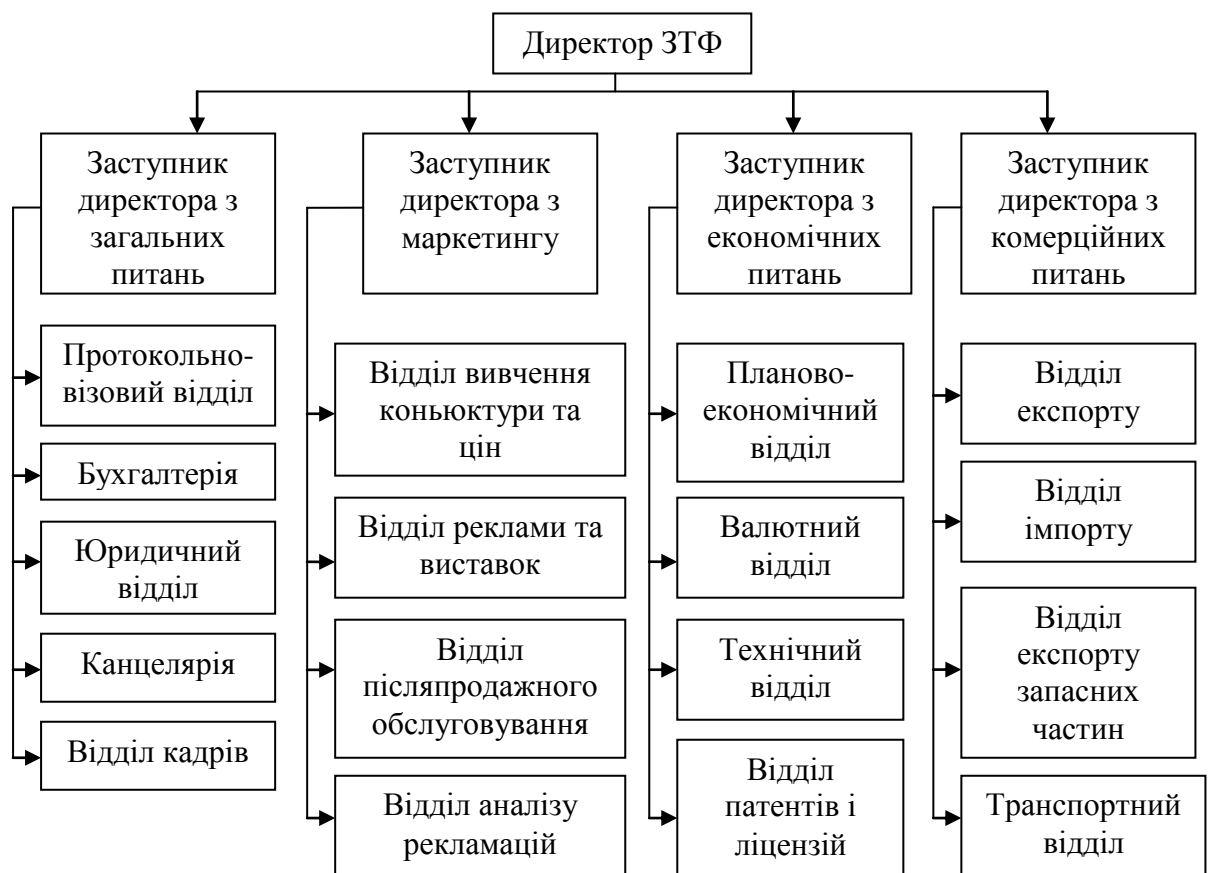 Директор ЗТФ
Заступник
директора з
загальних
питань
Заступник
директора з
маркетингу
Заступник
директора з
економічних
питань
Заступник
директора з
комерційних
питань
Протокольно-
візовий відділ
Бухгалтерія
Юридичний
відділ
Канцелярія
Відділ кадрів
Відділ вивчення
коньюктури та
цін
Відділ реклами та
виставок
Відділ
післяпродажного
обслуговування
Відділ аналізу
рекламацій
Планово-
економічний
відділ
Валютний
відділ
Технічний
відділ
Відділ
патентів і
ліцензій
Відділ
експорту
Відділ
імпорту
Відділ
експорту
запасних
частин
Транспортний
відділ